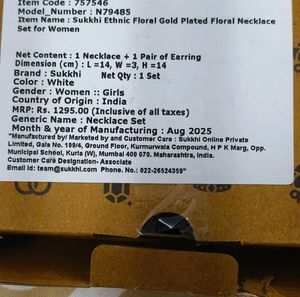 Item Code : 757546
Model_Number : N79485
Item Name : Sukkhi Ethnic Floral Gold Plated Floral Necklace
Set for Women
Net Content : 1 Necklace + 1 Pair of Earring
Dimension (cm) : L =14, W =3, H =14
Brand : Sukkhi Net Qty : 1 Set
Color : White
Gender : Women :: Girls
Country of Origin : India
MRP: Rs. 1295.00 (Inclusive of all taxes)
Generic Name : Necklace Set
Month & year of Manufacturing : Aug 2025
"Manufactured by/ Marketed by and Customer Care : Sukkhi Online Private
Limited, Gala No. 199/4, Ground Floor, Kurmurwala Compound, H P K Marg, Opp.
Municipal School, Kurla (W), Mumbai 400 070. Maharashtra, India.
Customer Care Designation- Associate
Email id: team@sukkhi.com Phone. No.: 022-26524359"